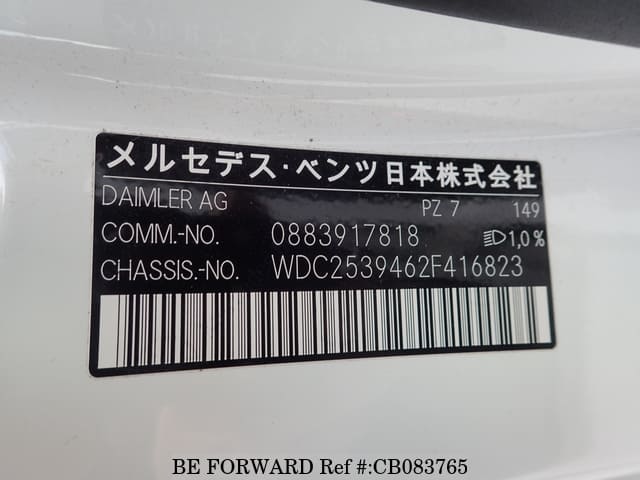 メルセデス・ベンツ日本株式会社
DAIMLER AG PZ 7 149
COMM.-NO. 0883917818 1,0%
CHASSIS.-NO. WDC2539462F416823
BE FORWARD Ref #:CB083765